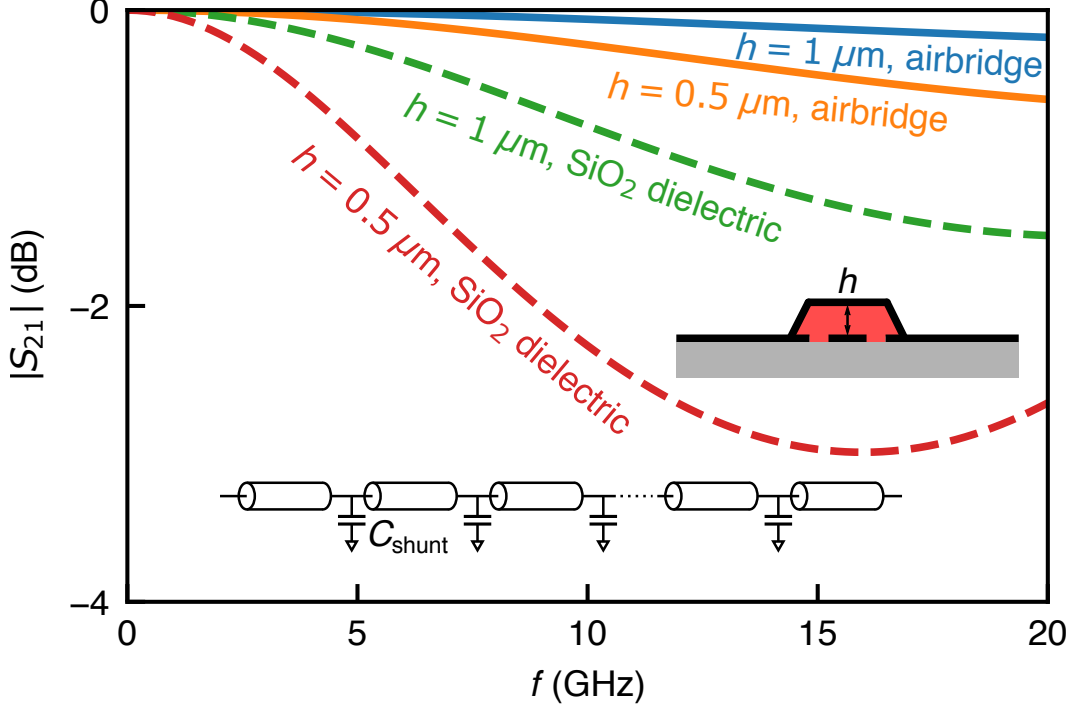 0
h = 1 μm, airbridge
h = 0.5 μm, airbridge
h = 1 μm, SiO₂ dielectric
h = 0.5 μm, SiO₂ dielectric
h
|S₂₁| (dB)
−2
C_shunt
−4
0
5
10
15
20
f (GHz)